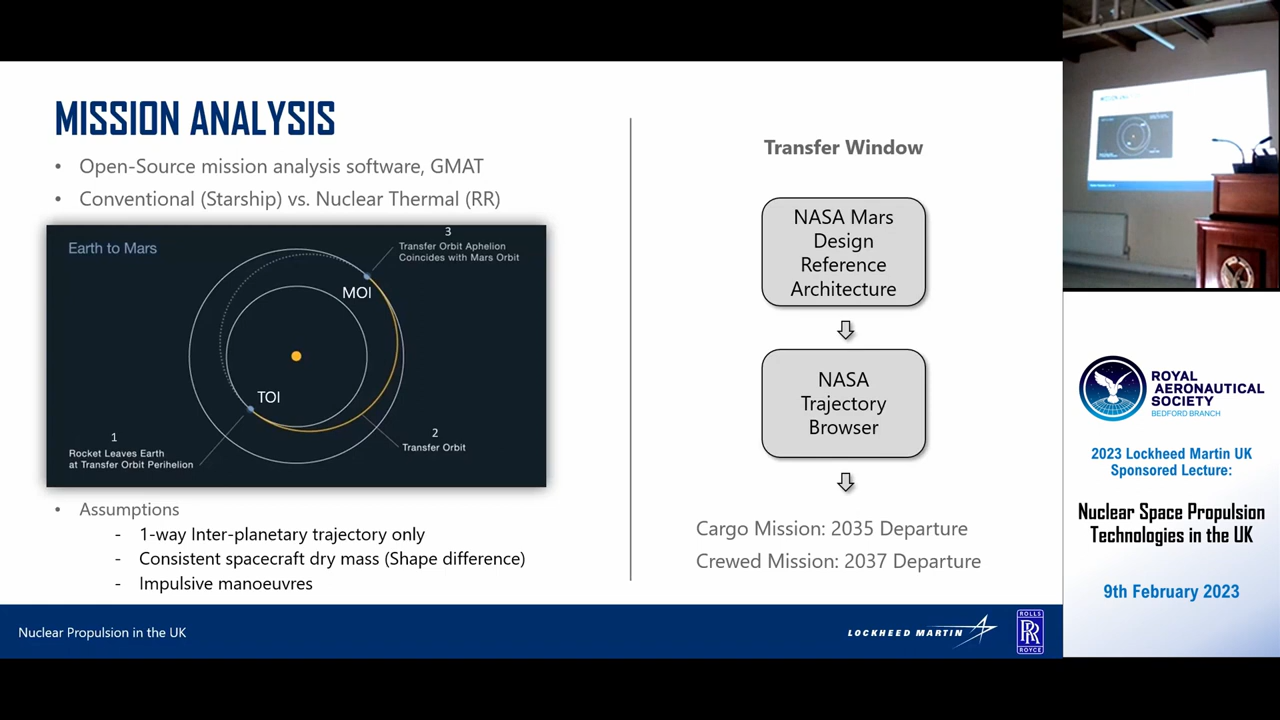 MISSION ANALYSIS
• Open-Source mission analysis software, GMAT
• Conventional (Starship) vs. Nuclear Thermal (RR)
Earth to Mars
3
Transfer Orbit Aphelion
Coincides with Mars Orbit
MOI
TOI
1
Rocket Leaves Earth
at Transfer Orbit Perihelion
2
Transfer Orbit
• Assumptions
- 1-way Inter-planetary trajectory only
- Consistent spacecraft dry mass (Shape difference)
- Impulsive manoeuvres
Transfer Window
NASA Mars
Design
Reference
Architecture
NASA
Trajectory
Browser
Cargo Mission: 2035 Departure
Crewed Mission: 2037 Departure
Nuclear Propulsion in the UK
LOCKHEED MARTIN
ROLLS
RR
ROYCE
ROYAL
AERONAUTICAL
SOCIETY
BEDFORD BRANCH
2023 Lockheed Martin UK
Sponsored Lecture:
Nuclear Space Propulsion
Technologies in the UK
9th February 2023